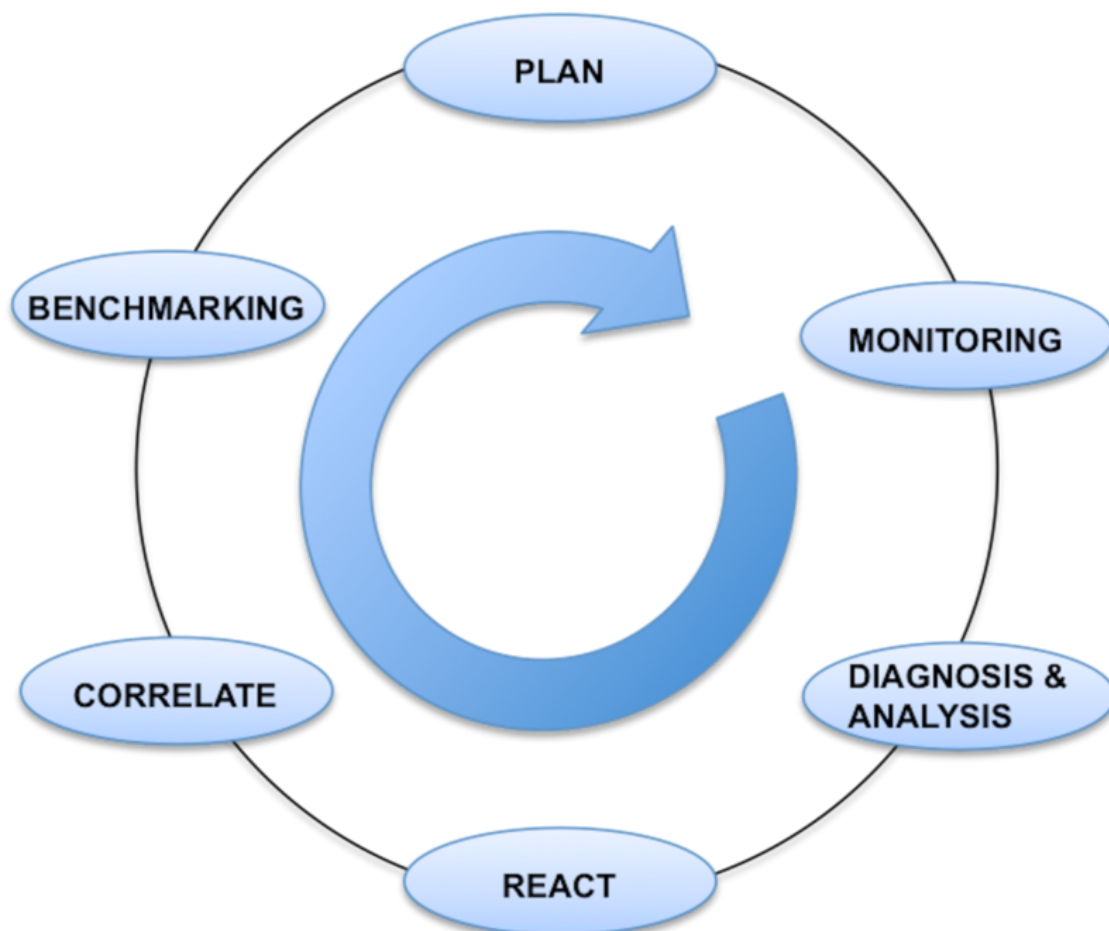 PLAN
BENCHMARKING
MONITORING
CORRELATE
DIAGNOSIS &
ANALYSIS
REACT